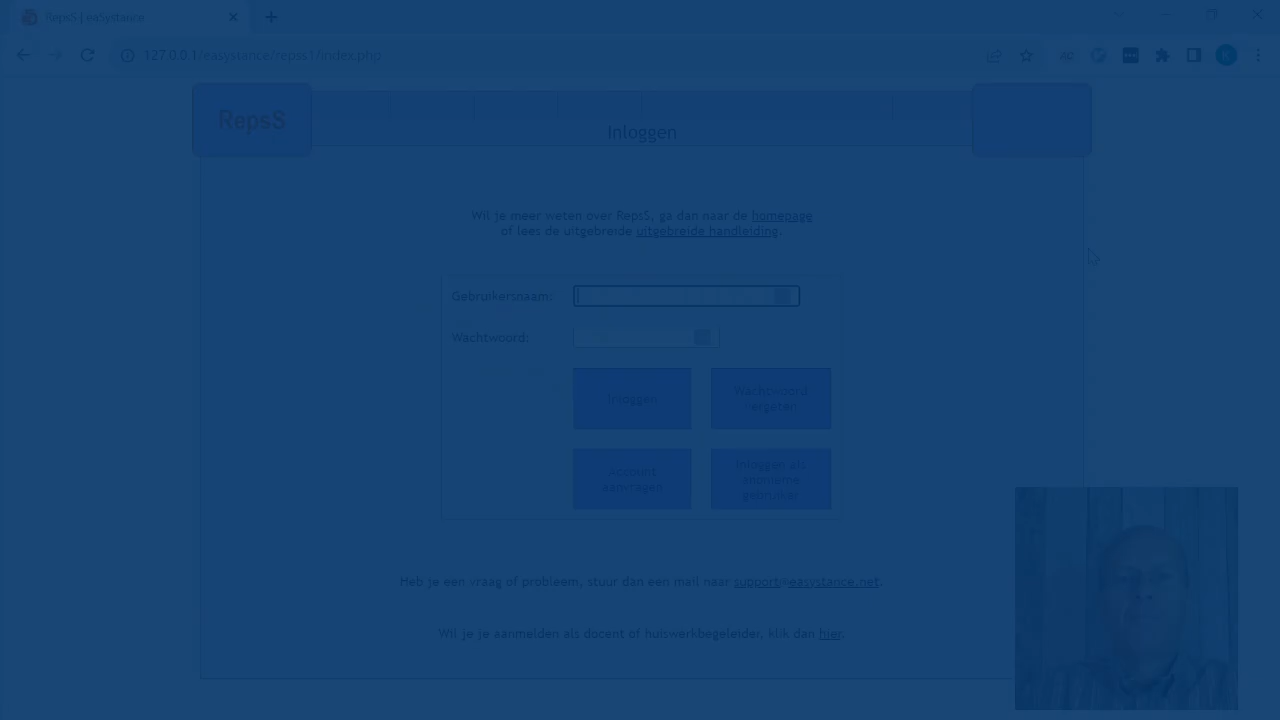 RepsS | eaSystance
127.0.0.1/easystance/repss1/index.php
RepsS
Inloggen
Wil je meer weten over RepsS, ga dan naar de homepage
of lees de uitgebreide uitgebreide handleiding.
Gebruikersnaam:
Wachtwoord:
Inloggen
Wachtwoord
vergeten
Account
aanvragen
Inloggen als
anonieme
gebruiker
Heb je een vraag of probleem, stuur dan een mail naar support@easystance.net.
Wil je je aanmelden als docent of huiswerkbegeleider, klik dan hier.